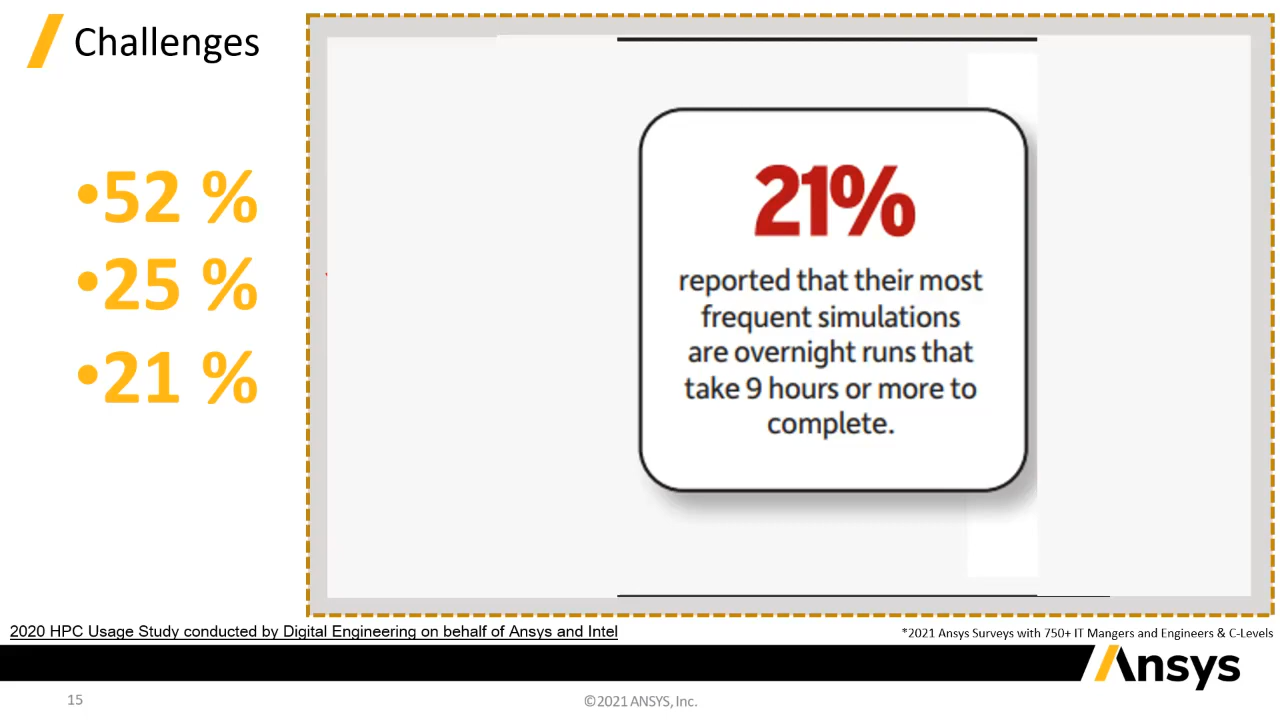 Challenges
•52 %
•25 %
•21 %
21%
reported that their most
frequent simulations
are overnight runs that
take 9 hours or more to
complete.
2020 HPC Usage Study conducted by Digital Engineering on behalf of Ansys and Intel
*2021 Ansys Surveys with 750+ IT Mangers and Engineers & C-Levels
Ansys
15
©2021 ANSYS, Inc.